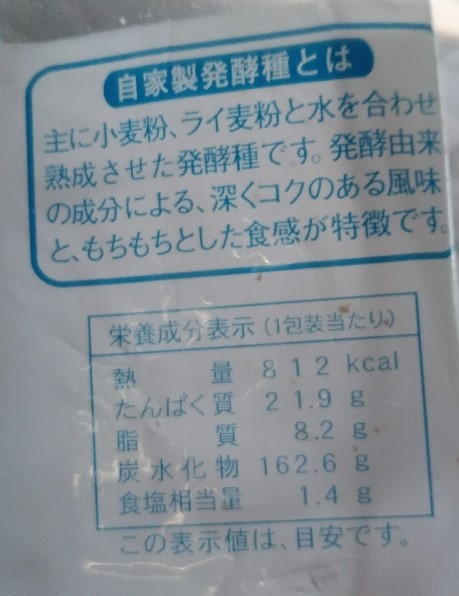 自家製発酵種とは
主に小麦粉、ライ麦粉と水を合わせ
熟成させた発酵種です。発酵由来
の成分による、深くコクのある風味
と、もちもちとした食感が特徴です。
栄養成分表示(1包装当たり)
熱量 812 kcal
たんぱく質 21.9 g
脂質 8.2 g
炭水化物 162.6 g
食塩相当量 1.4 g
この表示値は、目安です。